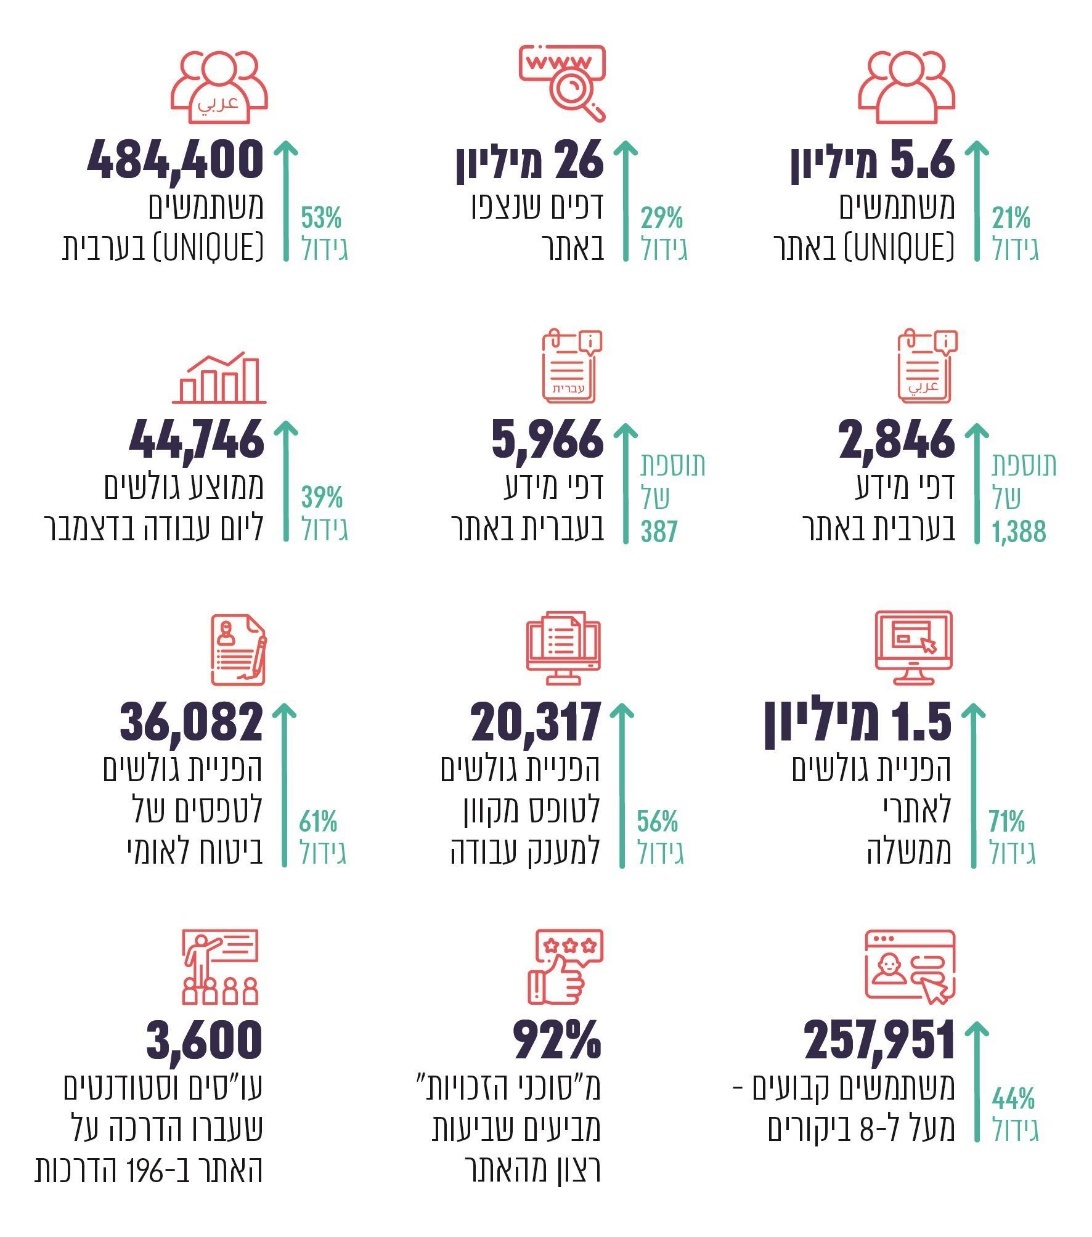 5.6 מיליון
משתמשים
(UNIQUE) באתר
21%
גידול
www
26 מיליון
דפים שנצפו
באתר
29%
גידול
عربي
484,400
משתמשים
(UNIQUE) בערבית
53%
גידול
عربي
2,846
דפי מידע
בערבית באתר
תוספת
של
1,388
עברית
5,966
דפי מידע
בעברית באתר
תוספת
של
387
44,746
ממוצע גולשים
ליום עבודה בדצמבר
39%
גידול
1.5 מיליון
הפניית גולשים
לאתרי
ממשלה
71%
גידול
20,317
הפניית גולשים
לטופס מקוון
למענק עבודה
56%
גידול
36,082
הפניית גולשים
לטפסים של
ביטוח לאומי
61%
גידול
257,951
משתמשים קבועים -
מעל ל-8 ביקורים
44%
גידול
92%
מ"סוכני הזכויות"
מביעים שביעות
רצון מהאתר
3,600
עו"סים וסטודנטים
שעברו הדרכה על
האתר ב-196 הדרכות